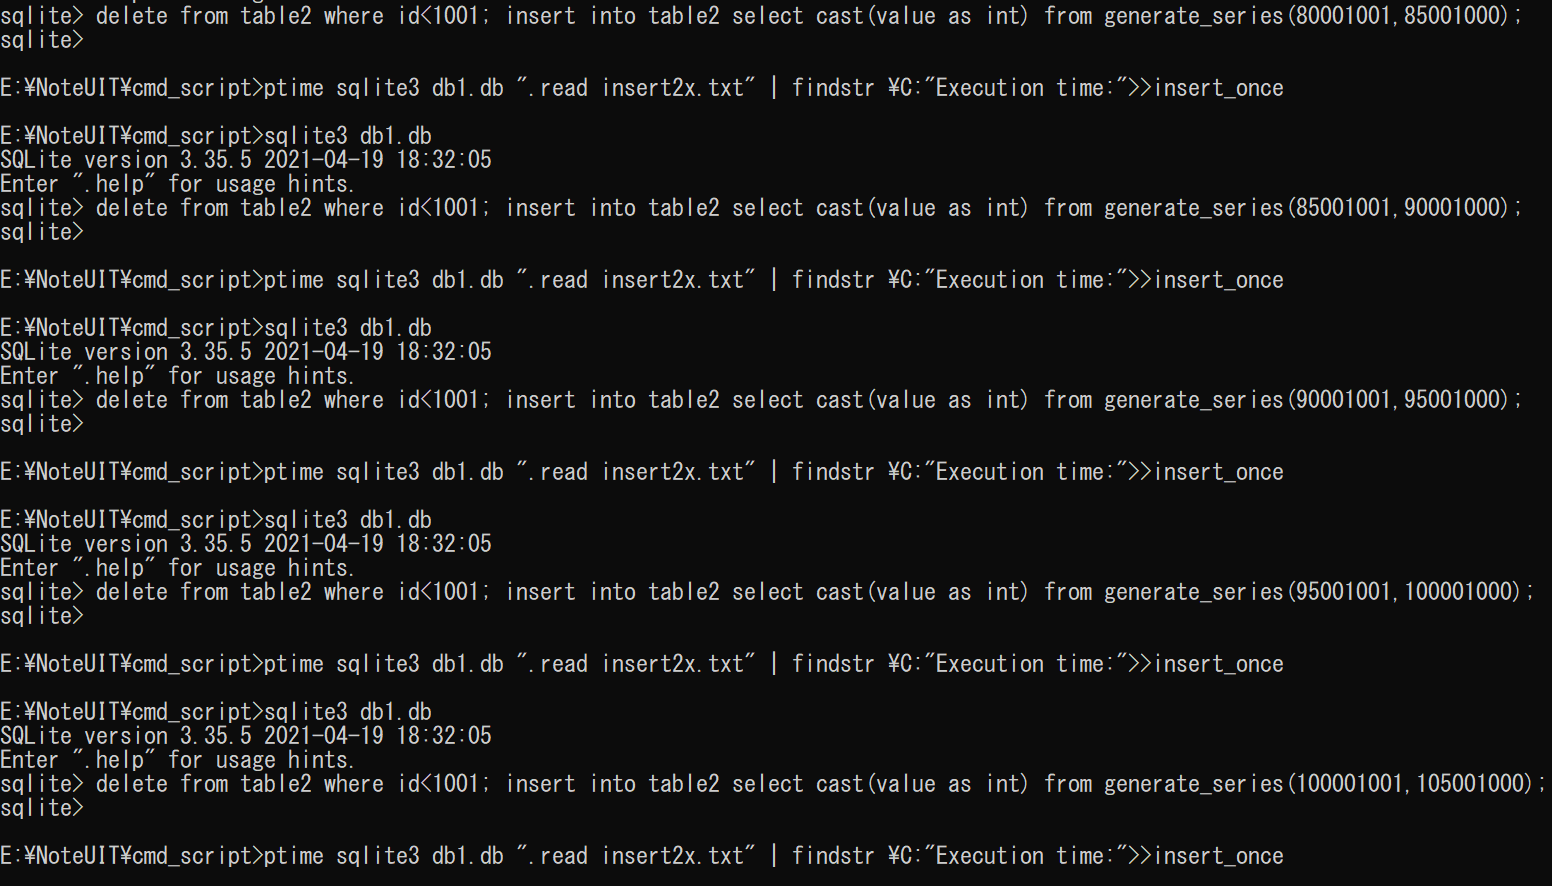 sqlite> delete from table2 where id<1001; insert into table2 select cast(value as int) from generate_series(80001001,85001000);
sqlite>
E:¥NoteUIT¥cmd_script>ptime sqlite3 db1.db ".read insert2x.txt" | findstr ¥C:"Execution time:">>insert_once
E:¥NoteUIT¥cmd_script>sqlite3 db1.db
SQLite version 3.35.5 2021-04-19 18:32:05
Enter ".help" for usage hints.
sqlite> delete from table2 where id<1001; insert into table2 select cast(value as int) from generate_series(85001001,90001000);
sqlite>
E:¥NoteUIT¥cmd_script>ptime sqlite3 db1.db ".read insert2x.txt" | findstr ¥C:"Execution time:">>insert_once
E:¥NoteUIT¥cmd_script>sqlite3 db1.db
SQLite version 3.35.5 2021-04-19 18:32:05
Enter ".help" for usage hints.
sqlite> delete from table2 where id<1001; insert into table2 select cast(value as int) from generate_series(90001001,95001000);
sqlite>
E:¥NoteUIT¥cmd_script>ptime sqlite3 db1.db ".read insert2x.txt" | findstr ¥C:"Execution time:">>insert_once
E:¥NoteUIT¥cmd_script>sqlite3 db1.db
SQLite version 3.35.5 2021-04-19 18:32:05
Enter ".help" for usage hints.
sqlite> delete from table2 where id<1001; insert into table2 select cast(value as int) from generate_series(95001001,100001000);
sqlite>
E:¥NoteUIT¥cmd_script>ptime sqlite3 db1.db ".read insert2x.txt" | findstr ¥C:"Execution time:">>insert_once
E:¥NoteUIT¥cmd_script>sqlite3 db1.db
SQLite version 3.35.5 2021-04-19 18:32:05
Enter ".help" for usage hints.
sqlite> delete from table2 where id<1001; insert into table2 select cast(value as int) from generate_series(100001001,105001000);
sqlite>
E:¥NoteUIT¥cmd_script>ptime sqlite3 db1.db ".read insert2x.txt" | findstr ¥C:"Execution time:">>insert_once